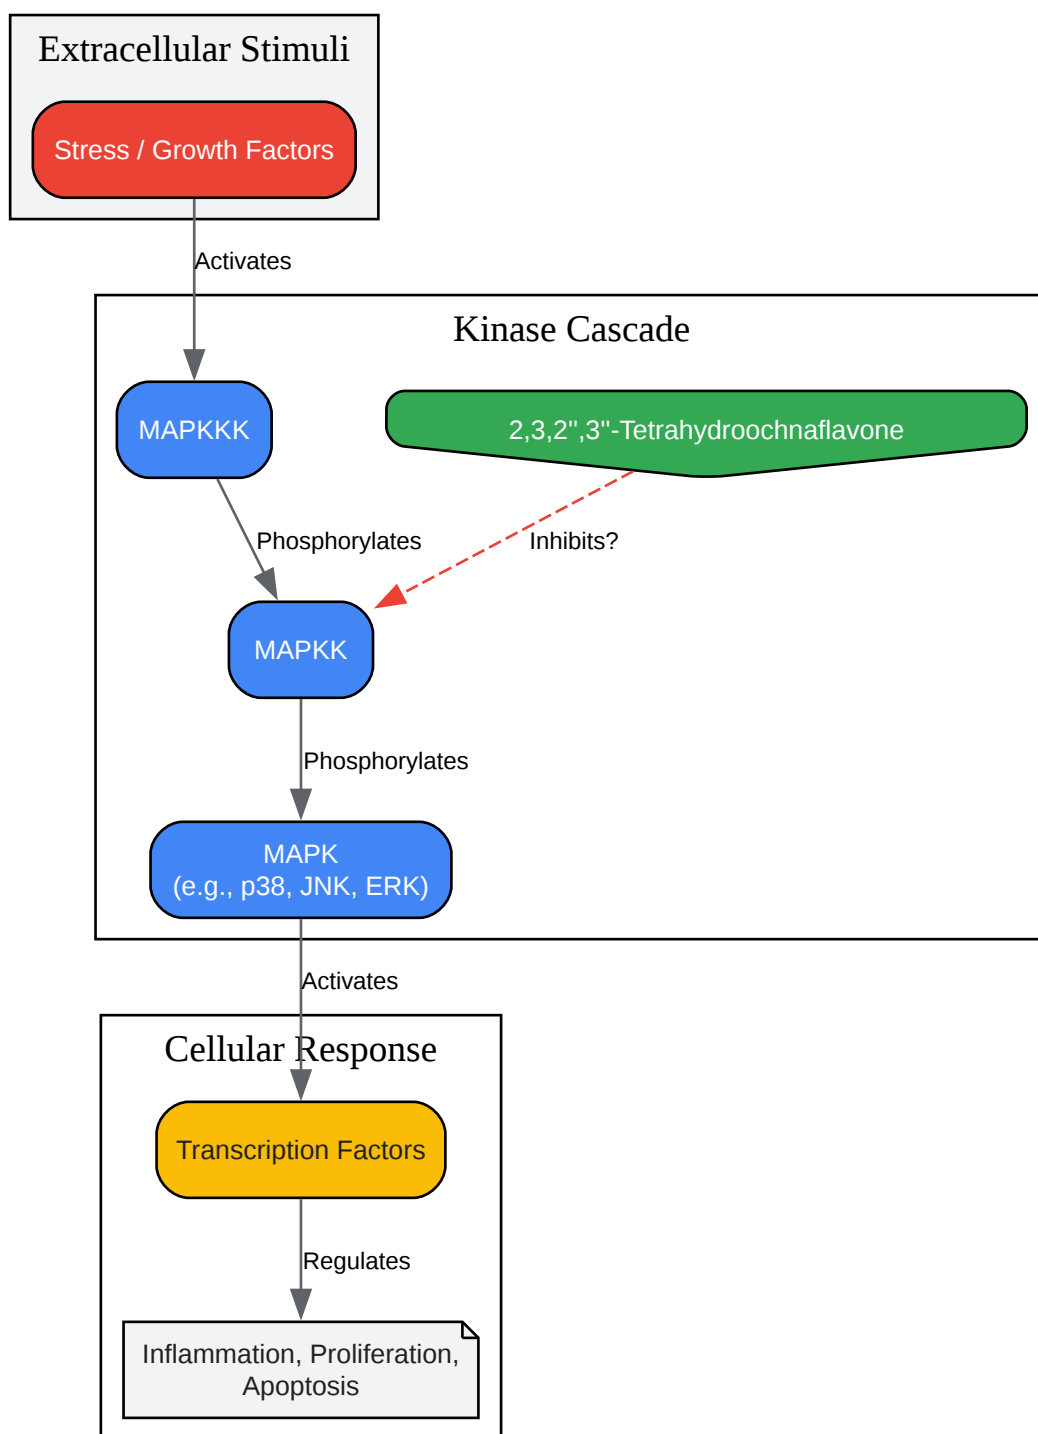 Extracellular Stimuli
Stress / Growth Factors
Activates
Kinase Cascade
MAPKKK
2,3,2'',3''-Tetrahydroochnaflavone
Phosphorylates
Inhibits?
MAPKK
Phosphorylates
MAPK
(e.g., p38, JNK, ERK)
Activates
Cellular Response
Transcription Factors
Regulates
Inflammation, Proliferation,
Apoptosis